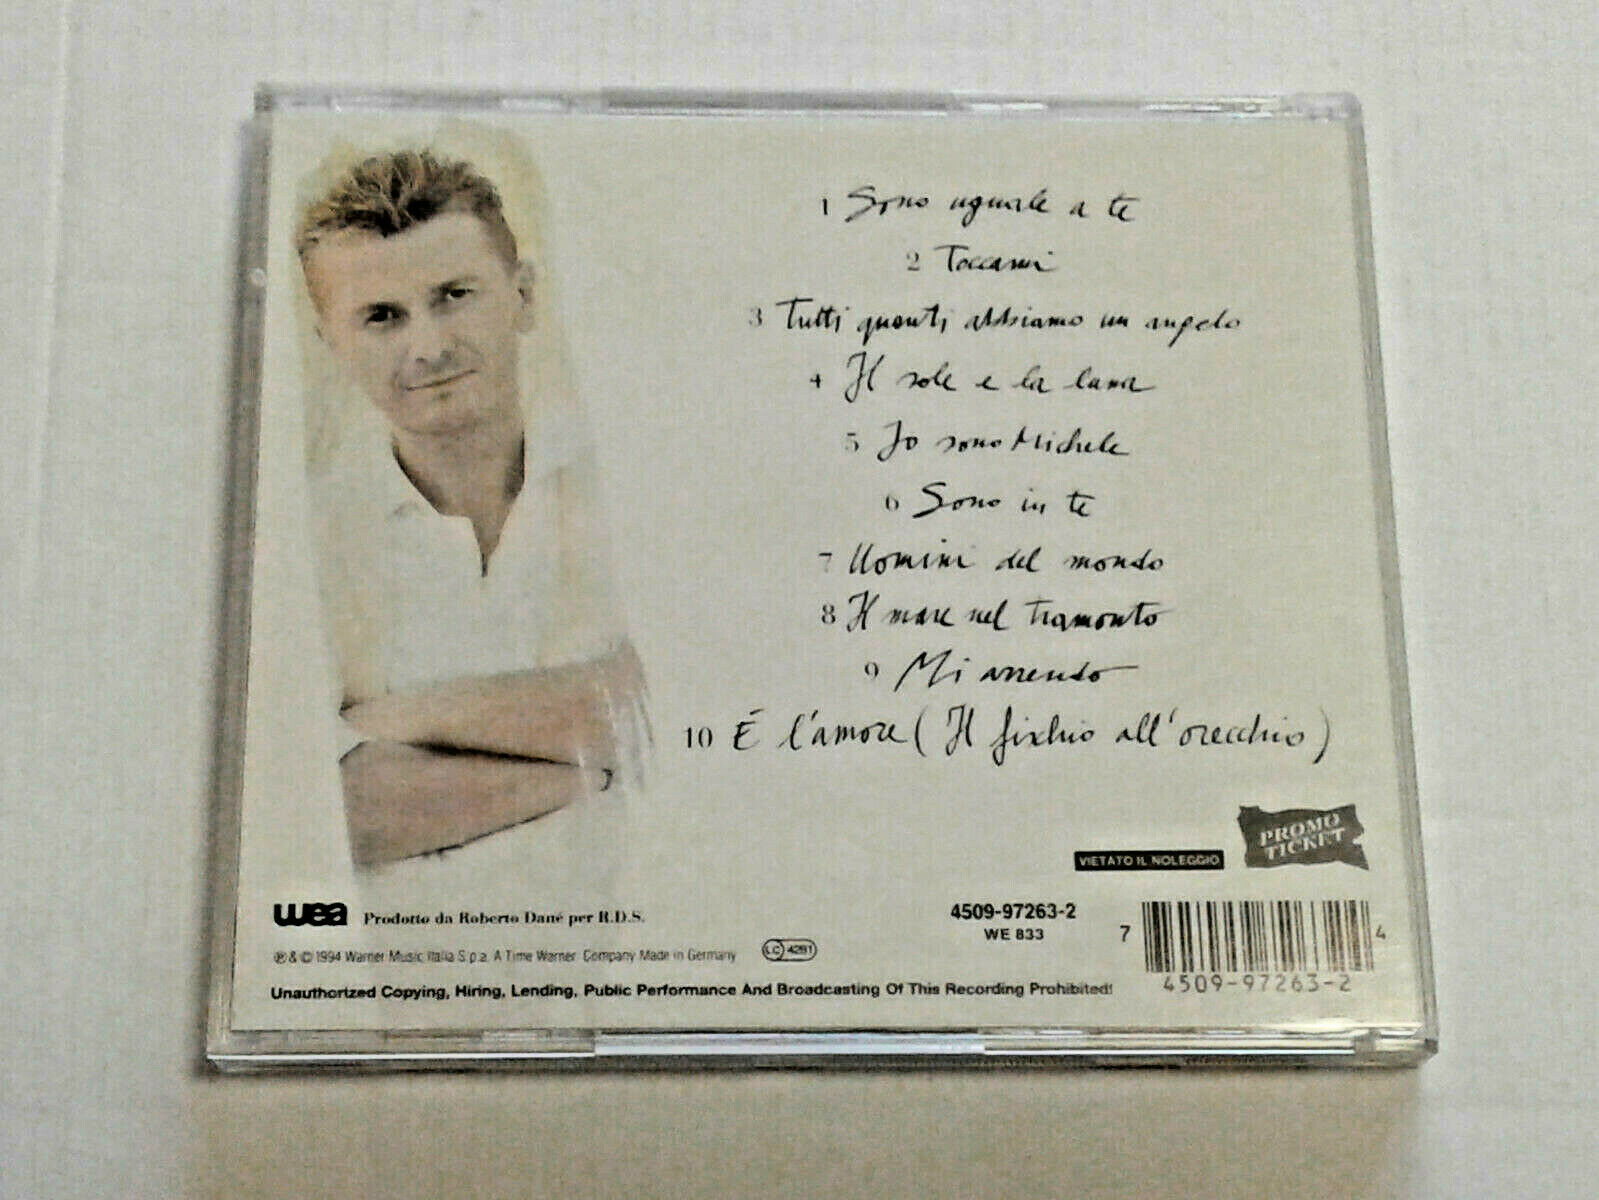 1 Sono uguale a te
2 Toccami
3 Tutti quanti abbiamo un angelo
4 Il sole e la luna
5 Io sono Michele
6 Sono in te
7 Uomini del mondo
8 Il mare nel tramonto
9 Mi arrendo
10 È l'amore (Il fischio all'orecchio)
PROMO
TICKET
VIETATO IL NOLEGGIO
wea Prodotto da Roberto Dané per R.D.S.
4509-97263-2
WE 833
℗ & © 1994 Warner Music Italia S.p.a. A Time Warner Company Made in Germany
LC 4281
Unauthorized Copying, Hiring, Lending, Public Performance And Broadcasting Of This Recording Prohibited!
7 4509-97263-2 4